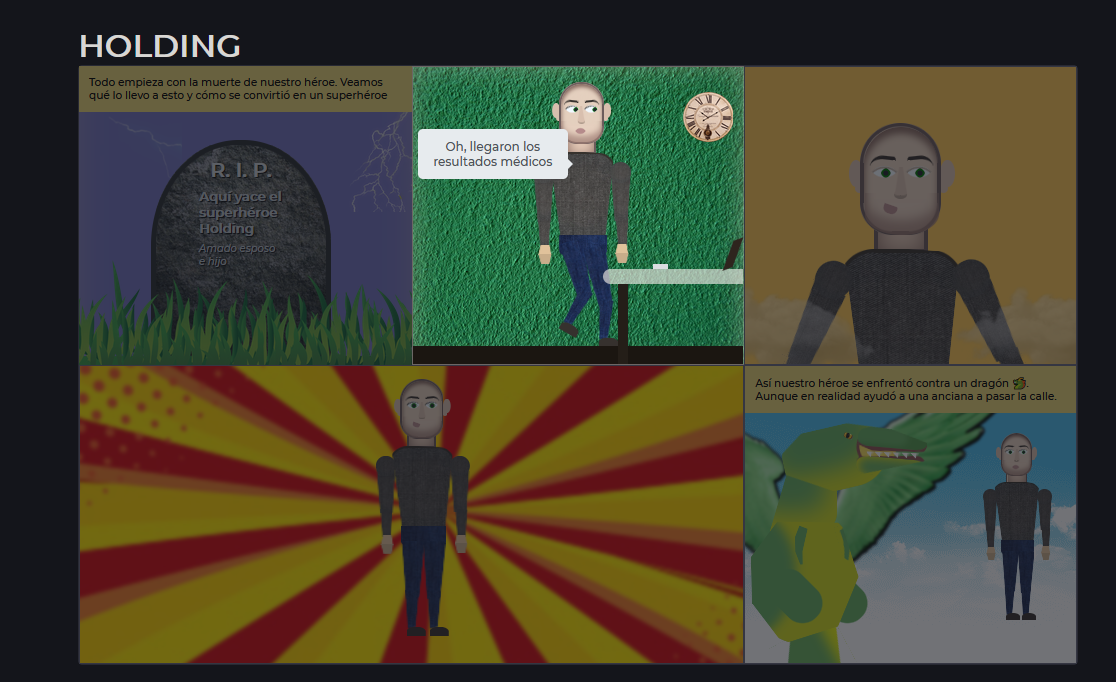 HOLDING
Todo empieza con la muerte de nuestro héroe. Veamos
qué lo llevo a esto y cómo se convirtió en un superhéroe
R. I. P.
Aquí yace el
superhéroe
Holding
Amado esposo
e hijo
Oh, llegaron los
resultados médicos
Así nuestro héroe se enfrentó contra un dragón 🐉.
Aunque en realidad ayudó a una anciana a pasar la calle.